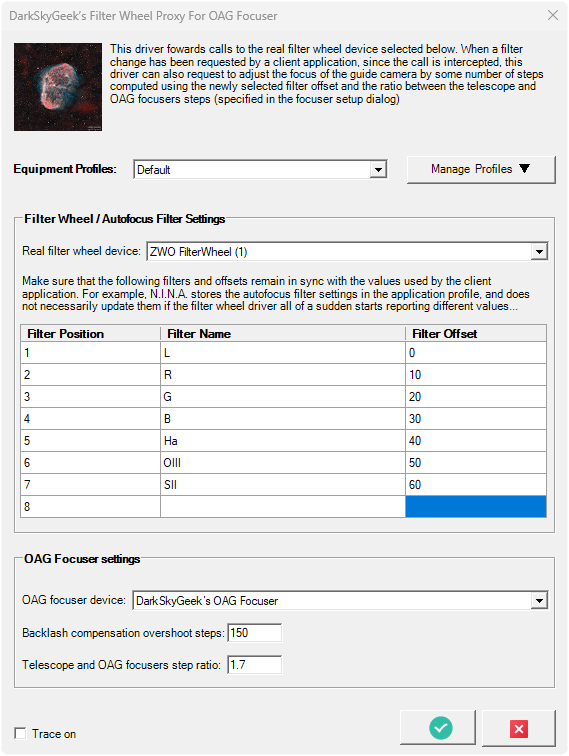 DarkSkyGeek's Filter Wheel Proxy For OAG Focuser
This driver fowards calls to the real filter wheel device selected below. When a filter
change has been requested by a client application, since the call is intercepted, this
driver can also request to adjust the focus of the guide camera by some number of steps
computed using the newly selected filter offset and the ratio between the telescope and
OAG focusers steps (specified in the focuser setup dialog)
Equipment Profiles: Default Manage Profiles ▼
Filter Wheel / Autofocus Filter Settings
Real filter wheel device: ZWO FilterWheel (1)
Make sure that the following filters and offsets remain in sync with the values used by the client
application. For example, N.I.N.A. stores the autofocus filter settings in the application profile, and does
not necessarily update them if the filter wheel driver all of a sudden starts reporting different values...
Filter Position Filter Name Filter Offset
1 L 0
2 R 10
3 G 20
4 B 30
5 Ha 40
6 OIII 50
7 SII 60
8
OAG Focuser settings
OAG focuser device: DarkSkyGeek's OAG Focuser
Backlash compensation overshoot steps: 150
Telescope and OAG focusers step ratio: 1.7
Trace on